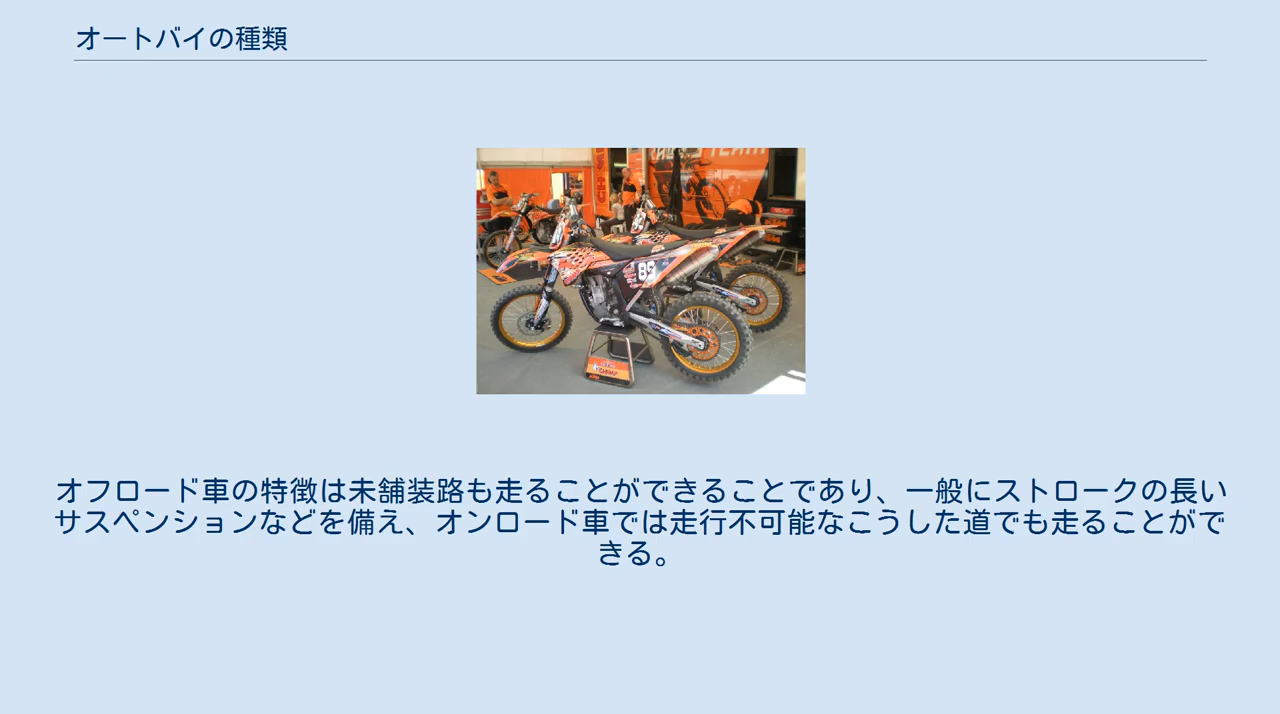 オートバイの種類
TEAM
89
オフロード車の特徴は未舗装路も走ることができることであり、一般にストロークの長い
サスペンションなどを備え、オンロード車では走行不可能なこうした道でも走ることがで
きる。